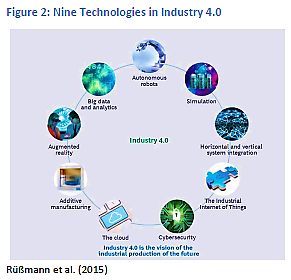 Figure 2: Nine Technologies in Industry 4.0
Autonomous
robots
Simulation
Big data
and analytics
Augmented
reality
Industry 4.0
Horizontal and vertical
system integration
Additive
manufacturing
The Industrial
Internet of Things
The cloud
Cybersecurity
Industry 4.0 is the vision of the
industrial production of the future
Rüßmann et al. (2015)